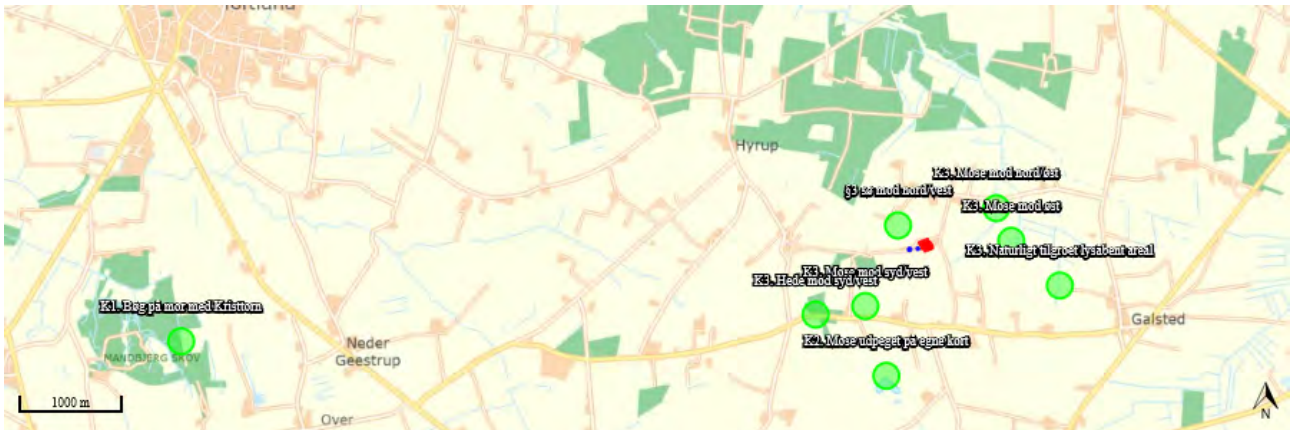 Hyrup
K3. Mose mod nord/øst
§3 sø mod nord/vest
K3. Mose mod øst
K3. Naturligt tilgroet lysåbent areal
K3. Mose mod syd/vest
K3. Hede mod syd/vest
K1. Bøg på mor med Kristtorn
Galsted
K2. Mose udpeget på egne kort
Neder
Geestrup
MANDBJERG SKOV
1000 m
Over
N